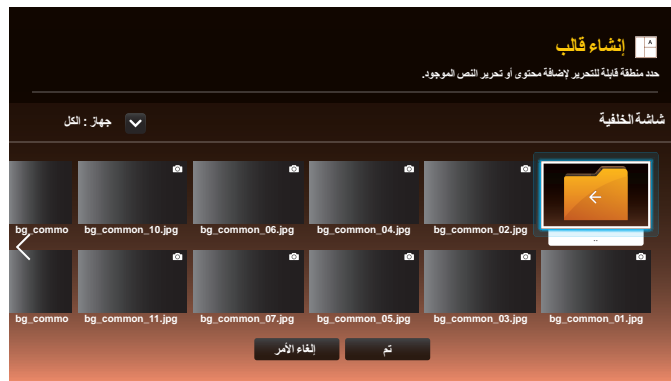 إنشاء قالب
حدد منطقة قابلة للتحرير لإضافة محتوى أو تحرير النص الموجود.
شاشة الخلفية
جهاز : الكل
..
bg_common_02.jpg
bg_common_04.jpg
bg_common_06.jpg
bg_common_10.jpg
bg_commo
bg_common_01.jpg
bg_common_03.jpg
bg_common_05.jpg
bg_common_07.jpg
bg_common_11.jpg
bg_commo
تم
إلغاء الأمر